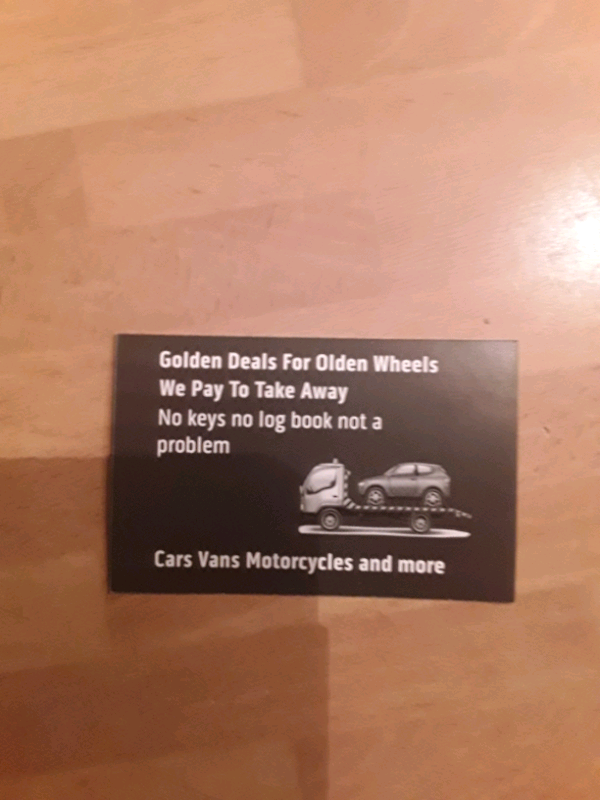 Golden Deals For Olden Wheels
We Pay To Take Away
No keys no log book not a
problem
Cars Vans Motorcycles and more